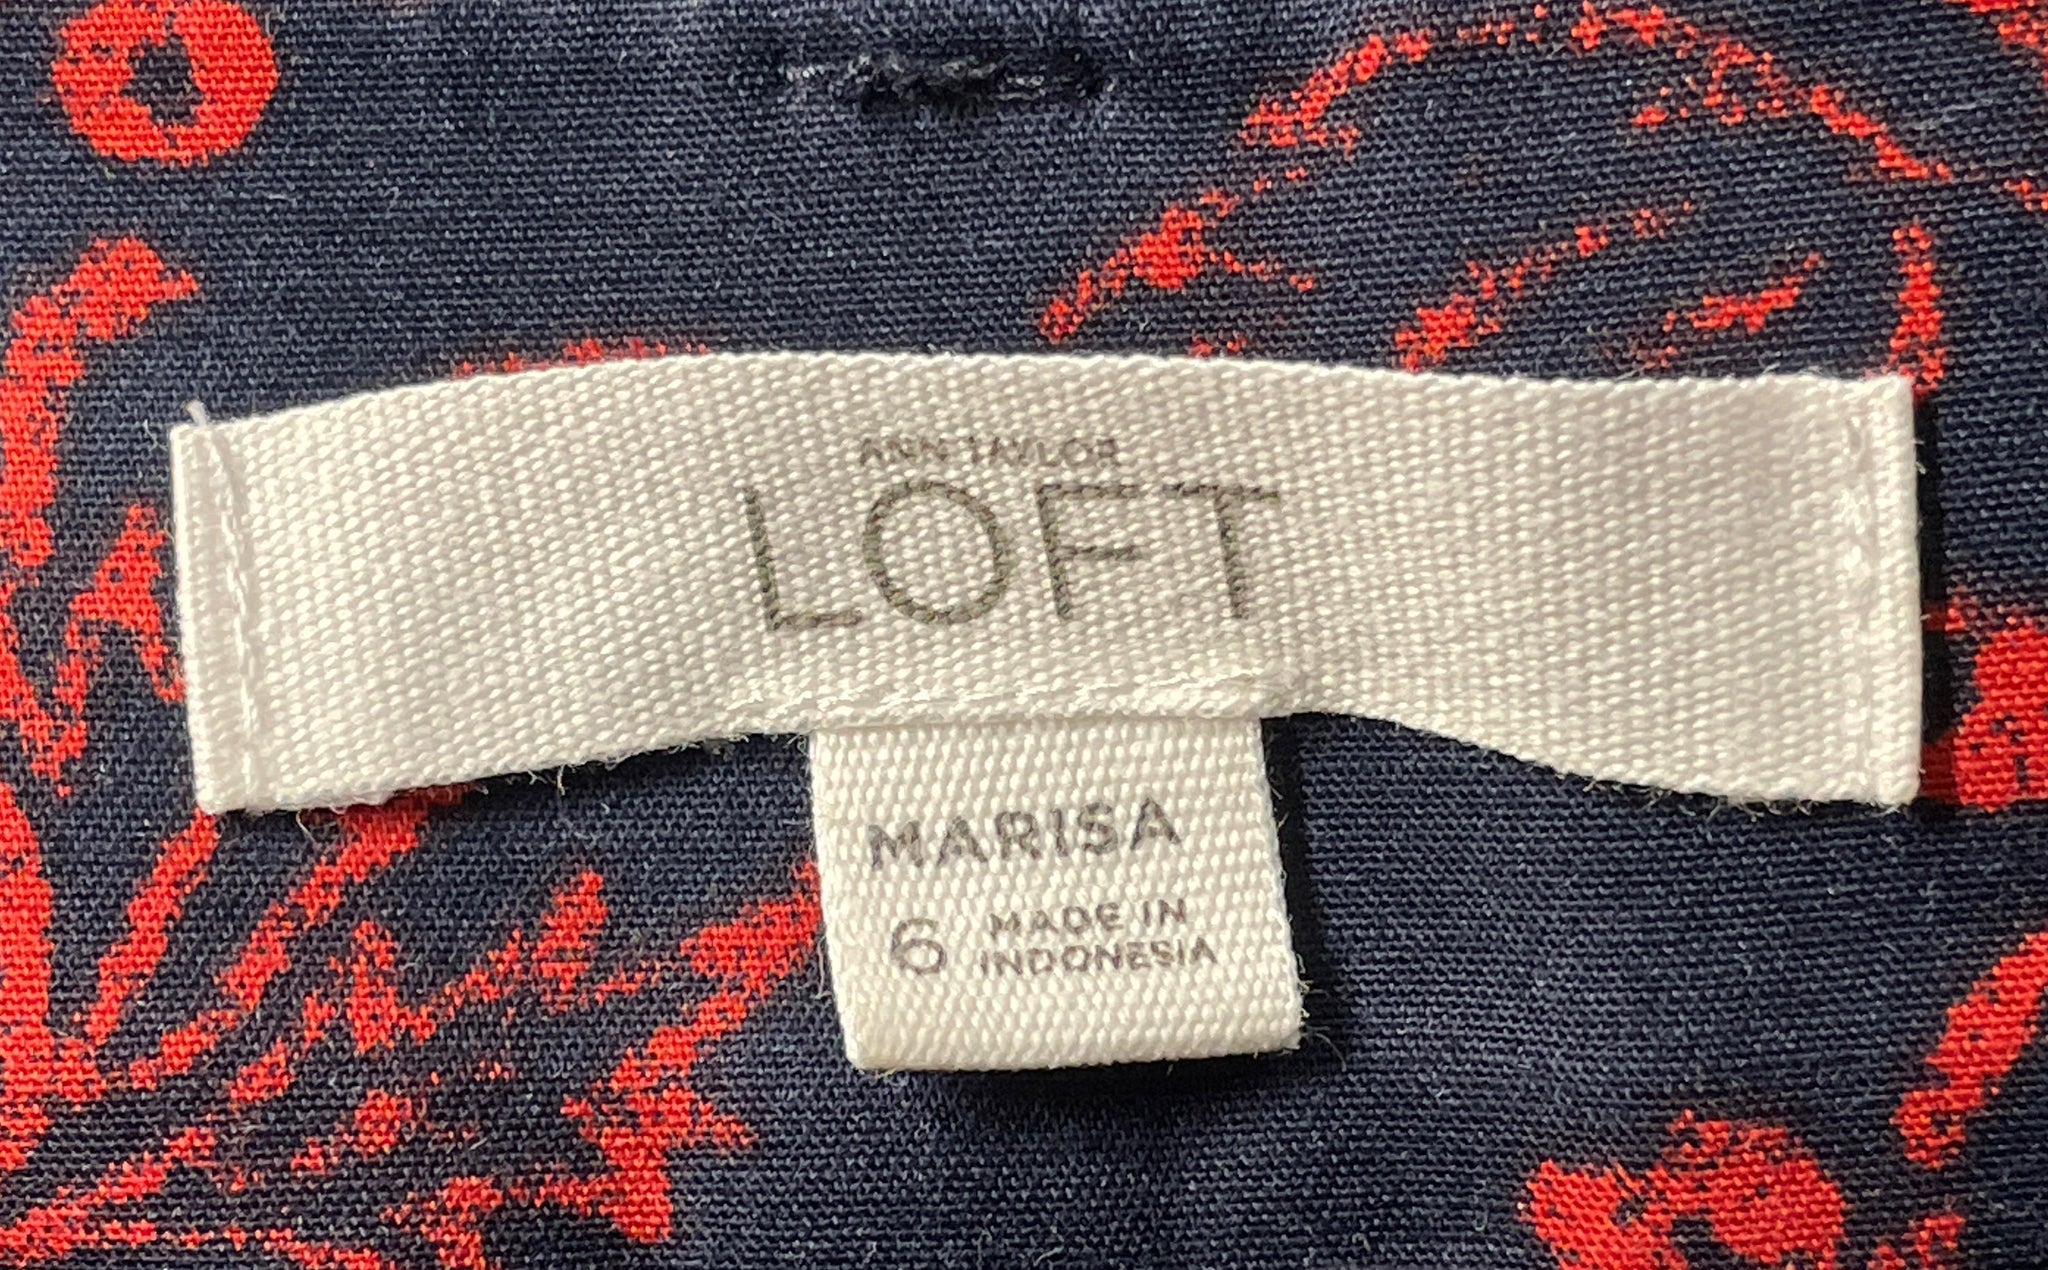 ANN TAYLOR
LOFT
MARISA
6 MADE IN
INDONESIA